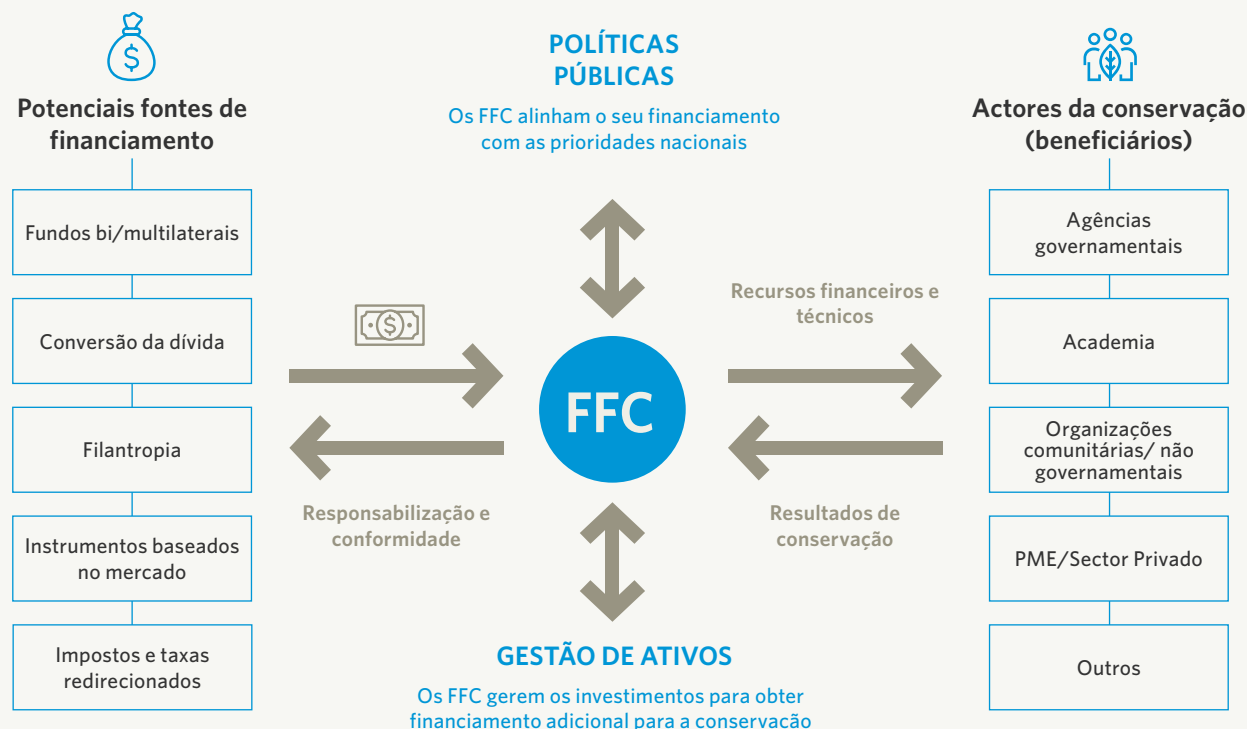 $
Potenciais fontes de
financiamento
Fundos bi/multilaterais
Conversão da dívida
Filantropia
Instrumentos baseados
no mercado
Impostos e taxas
redirecionados
POLÍTICAS
PÚBLICAS
Os FFC alinham o seu financiamento
com as prioridades nacionais
$
Responsabilização e
conformidade
FFC
Recursos financeiros e
técnicos
Resultados de
conservação
GESTÃO DE ATIVOS
Os FFC gerem os investimentos para obter
financiamento adicional para a conservação
Actores da conservação
(beneficiários)
Agências
governamentais
Academia
Organizações
comunitárias/ não
governamentais
PME/Sector Privado
Outros